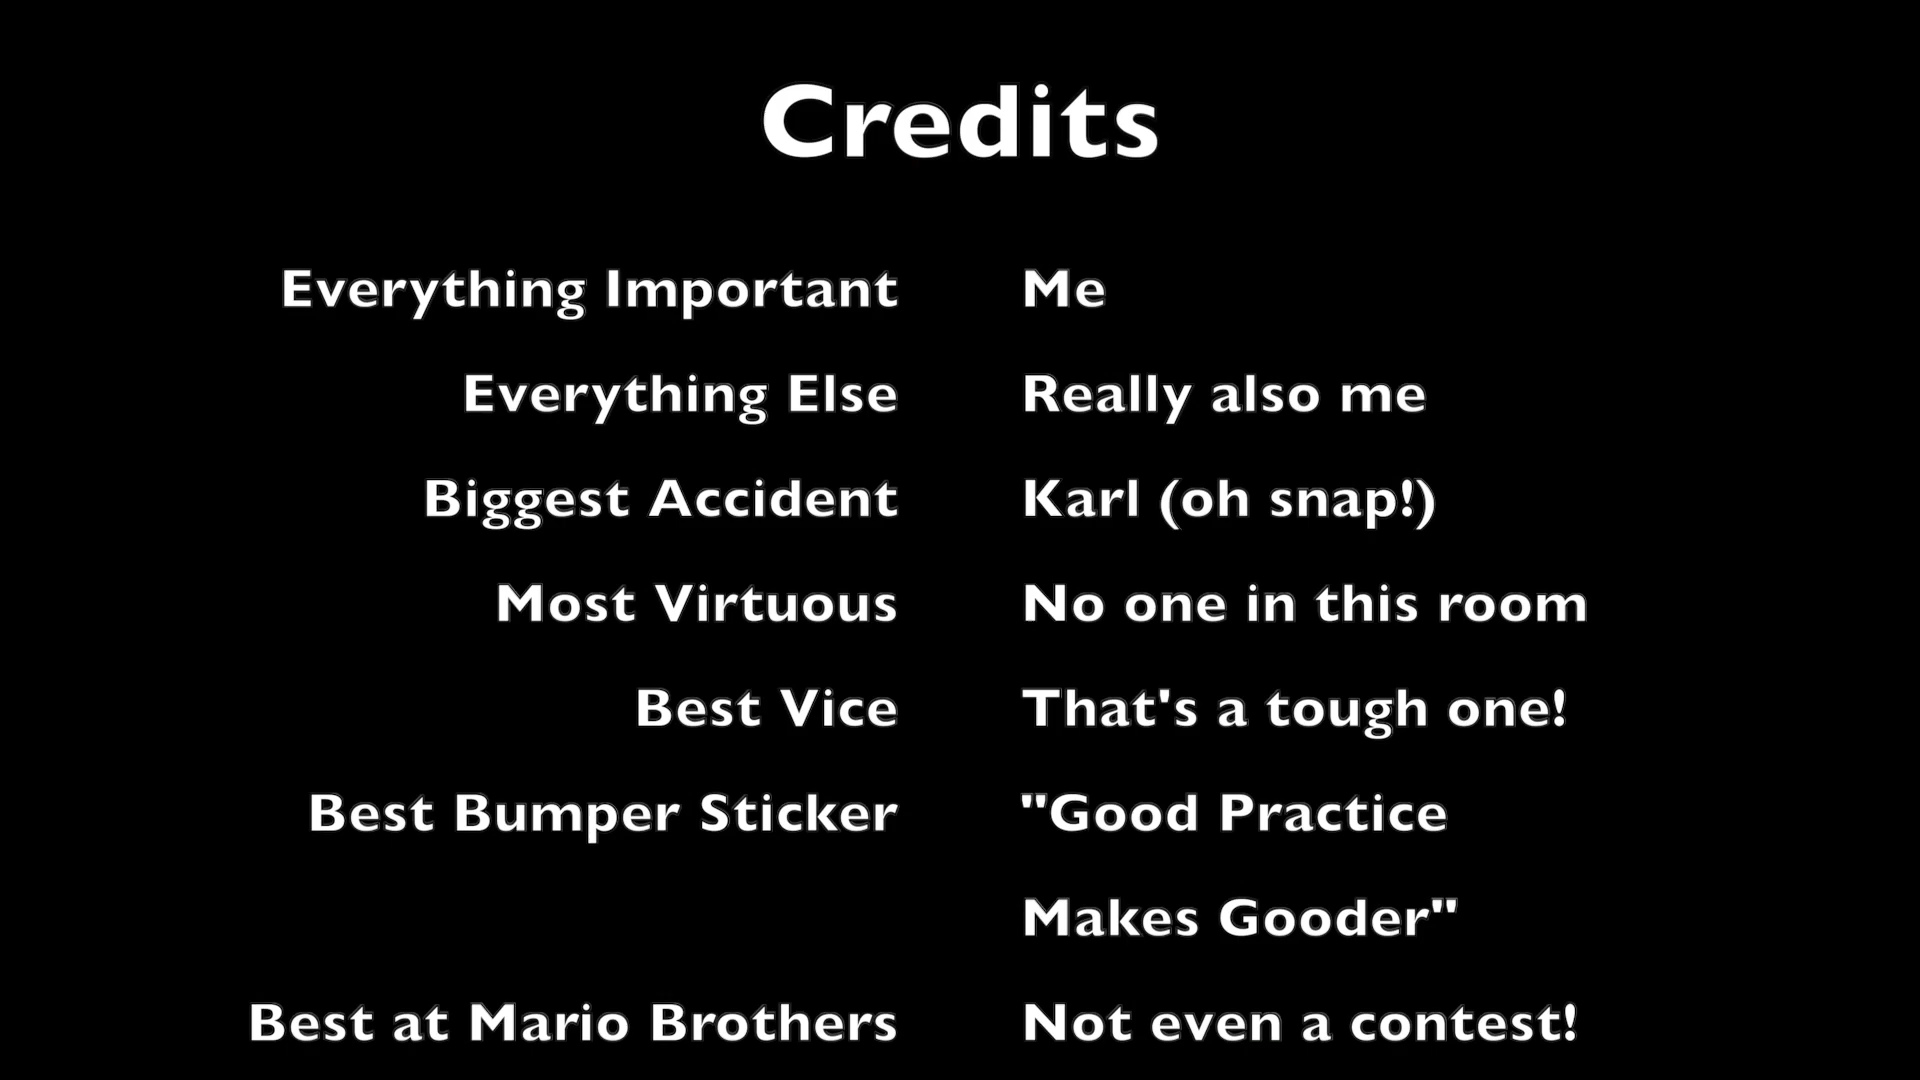 Credits
Everything Important Me
Everything Else Really also me
Biggest Accident Karl (oh snap!)
Most Virtuous No one in this room
Best Vice That's a tough one!
Best Bumper Sticker "Good Practice
Makes Gooder"
Best at Mario Brothers Not even a contest!